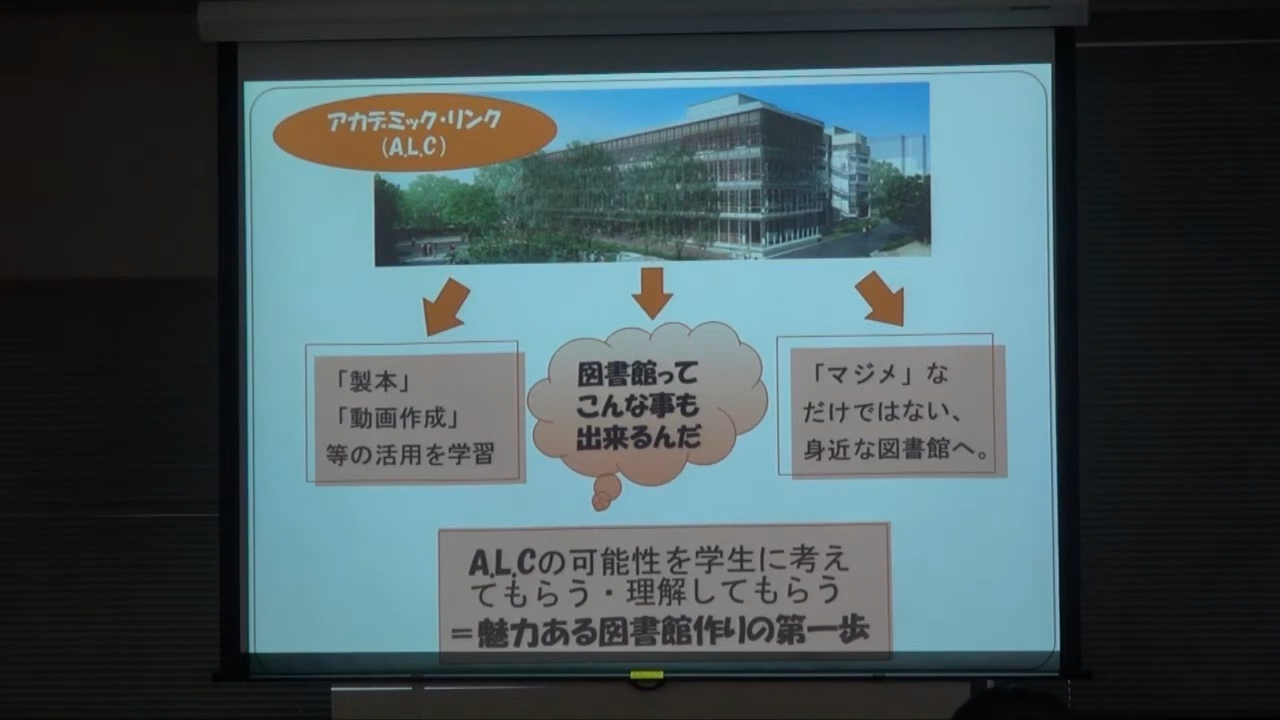 アカデミック・リンク
(A.L.C)
「製本」
「動画作成」
等の活用を学習
図書館って
こんな事も
出来るんだ
「マジメ」な
だけではない、
身近な図書館へ。
A.L.Cの可能性を学生に考え
てもらう・理解してもらう
＝魅力ある図書館作りの第一歩